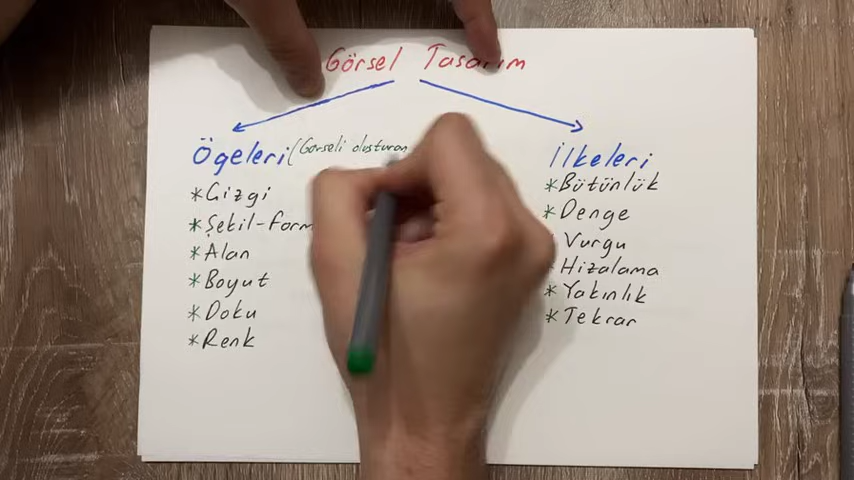 Görsel Tasarım
Ögeleri (Görseli oluşturan
*Çizgi
*Şekil-form
*Alan
*Boyut
*Doku
*Renk
İlkeleri
*Bütünlük
*Denge
Vurgu
*Hizalama
*Yakınlık
*Tekrar